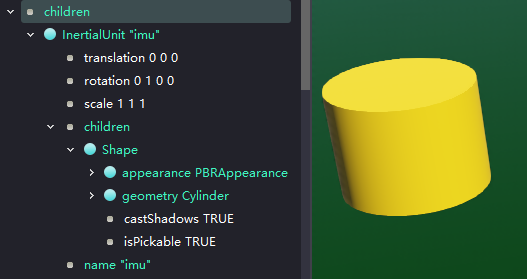 children
InertialUnit "imu"
translation 0 0 0
rotation 0 1 0 0
scale 1 1 1
children
Shape
appearance PBRAppearance
geometry Cylinder
castShadows TRUE
isPickable TRUE
name "imu"